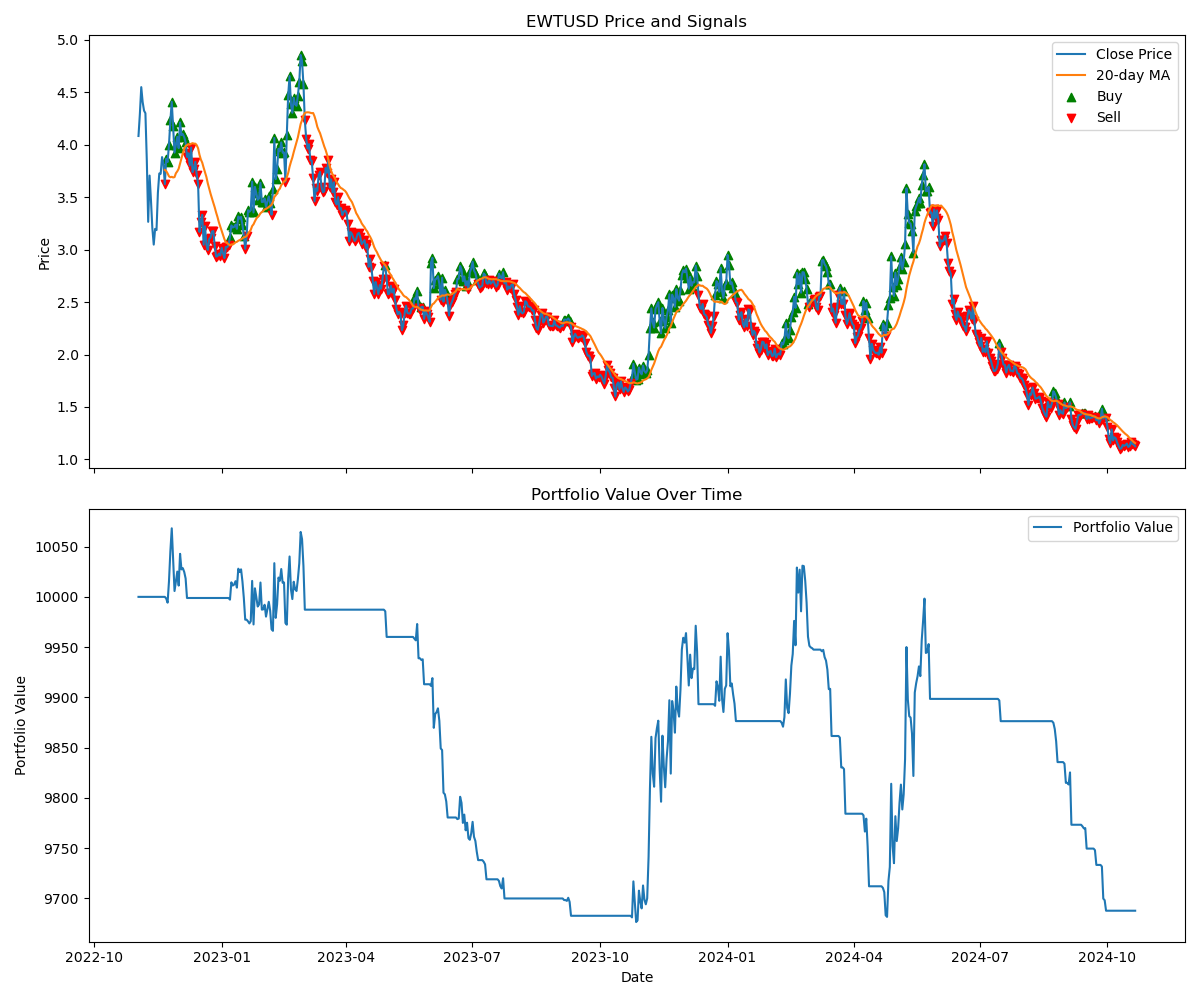 EWTUSD Price and Signals
Price
5.0
4.5
4.0
3.5
3.0
2.5
2.0
1.5
1.0
Close Price
20-day MA
Buy
Sell
Portfolio Value Over Time
Portfolio Value
10050
10000
9950
9900
9850
9800
9750
9700
Portfolio Value
2022-10 2023-01 2023-04 2023-07 2023-10 2024-01 2024-04 2024-07 2024-10
Date